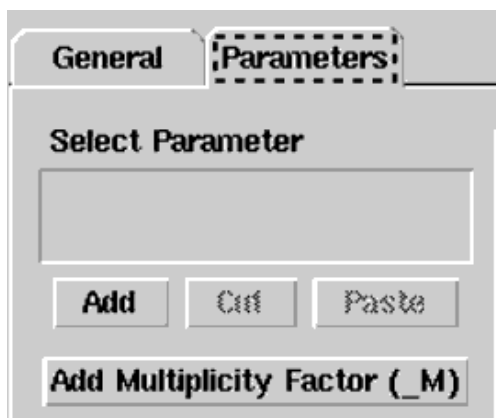 General Parameters
Select Parameter
Add Cut Paste
Add Multiplicity Factor (_M)